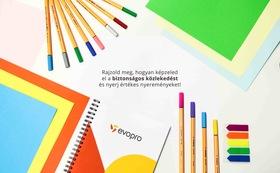 Rajzold meg, hogyan képzeled
el a biztonságos közlekedést
és nyerj értékes nyereményeket!
evopro